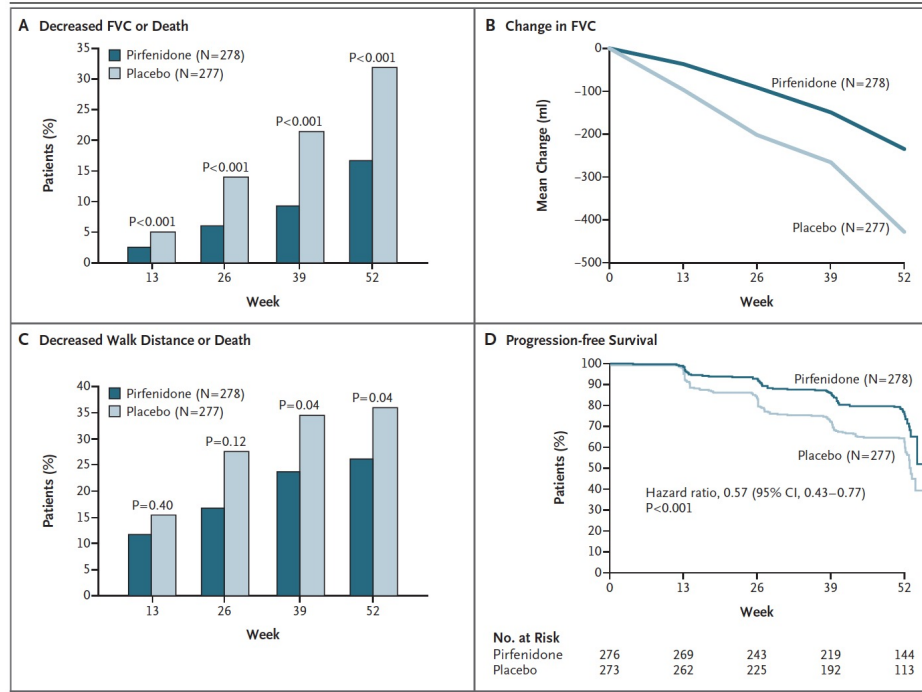 A Decreased FVC or Death
35
30
25
20
15
10
5
0
Patients (%)
Pirfenidone (N=278)
Placebo (N=277)
P<0.001
P<0.001
P<0.001
P<0.001
13 26 39 52
Week
B Change in FVC
0
−100
−200
−300
−400
−500
Mean Change (ml)
Pirfenidone (N=278)
Placebo (N=277)
0 13 26 39 52
Week
C Decreased Walk Distance or Death
40
35
30
25
20
15
10
5
0
Patients (%)
Pirfenidone (N=278)
Placebo (N=277)
P=0.40
P=0.12
P=0.04
P=0.04
13 26 39 52
Week
D Progression-free Survival
100
90
80
70
60
50
40
30
20
10
0
Patients (%)
Pirfenidone (N=278)
Placebo (N=277)
Hazard ratio, 0.57 (95% CI, 0.43–0.77)
P<0.001
0 13 26 39 52
Week
No. at Risk
Pirfenidone 276 269 243 219 144
Placebo 273 262 225 192 113